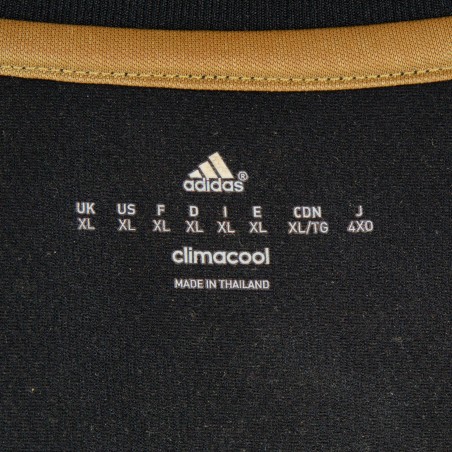 adidas®
UK US F D I E CDN J
XL XL XL XL XL XL XL/TG 4XO
climacool
MADE IN THAILAND